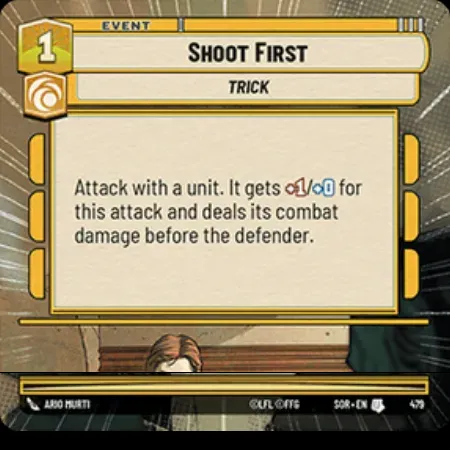 EVENT
1
SHOOT FIRST
TRICK
Attack with a unit. It gets +1/+0 for
this attack and deals its combat
damage before the defender.
ARIO MURTI ©LFL ©FFG SOR • EN 479